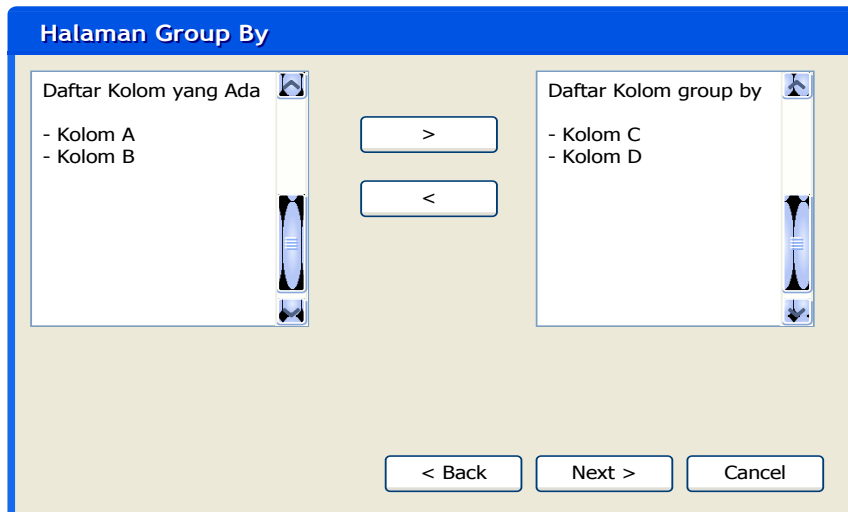 Halaman Group By
Daftar Kolom yang Ada
- Kolom A
- Kolom B
>
<
Daftar Kolom group by
- Kolom C
- Kolom D
< Back
Next >
Cancel